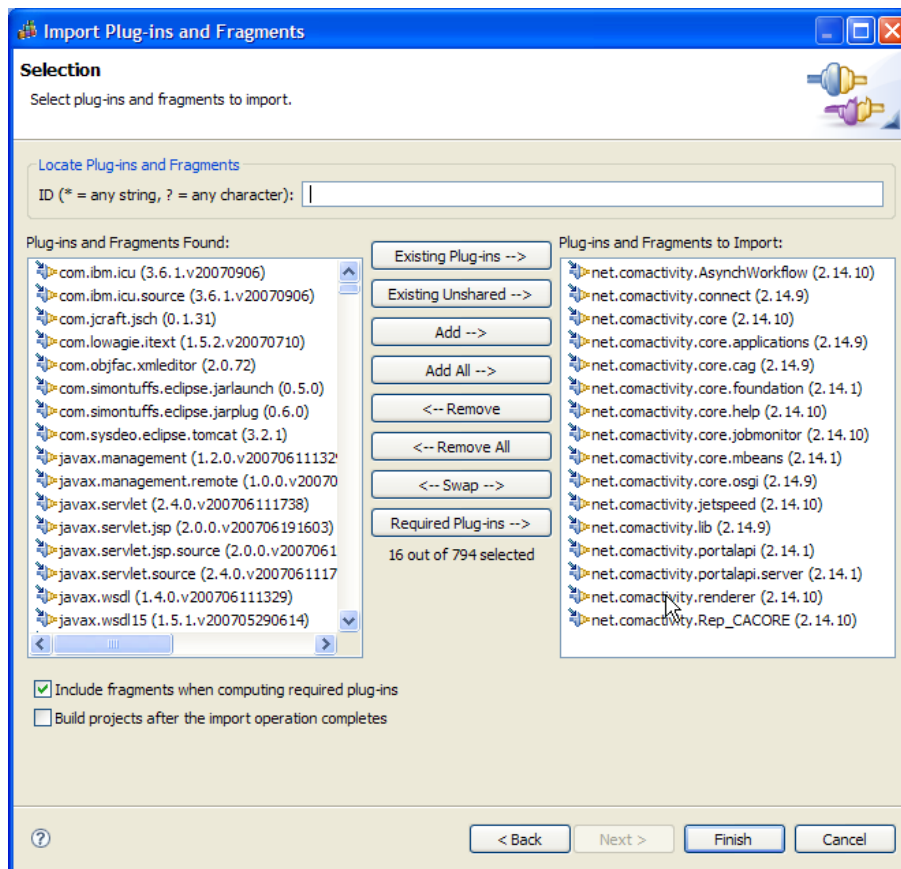 Import Plug-ins and Fragments
Selection
Select plug-ins and fragments to import.
Locate Plug-ins and Fragments
ID (* = any string, ? = any character):
Plug-ins and Fragments Found:
com.ibm.icu (3.6.1.v20070906)
com.ibm.icu.source (3.6.1.v20070906)
com.jcraft.jsch (0.1.31)
com.lowagie.itext (1.5.2.v20070710)
com.objfac.xmleditor (2.0.72)
com.simontuffs.eclipse.jarlaunch (0.5.0)
com.simontuffs.eclipse.jarplug (0.6.0)
com.sysdeo.eclipse.tomcat (3.2.1)
javax.management (1.2.0.v200706111329
javax.management.remote (1.0.0.v20070
javax.servlet (2.4.0.v200706111738)
javax.servlet.jsp (2.0.0.v200706191603)
javax.servlet.jsp.source (2.0.0.v2007061
javax.servlet.source (2.4.0.v2007061117
javax.wsdl (1.4.0.v200706111329)
javax.wsdl15 (1.5.1.v200705290614)
Existing Plug-ins -->
Existing Unshared -->
Add -->
Add All -->
<-- Remove
<-- Remove All
<-- Swap -->
Required Plug-ins -->
16 out of 794 selected
Plug-ins and Fragments to Import:
net.comactivity.AsynchWorkflow (2.14.10)
net.comactivity.connect (2.14.9)
net.comactivity.core (2.14.10)
net.comactivity.core.applications (2.14.9)
net.comactivity.core.cag (2.14.9)
net.comactivity.core.foundation (2.14.1)
net.comactivity.core.help (2.14.10)
net.comactivity.core.jobmonitor (2.14.10)
net.comactivity.core.mbeans (2.14.1)
net.comactivity.core.osgi (2.14.9)
net.comactivity.jetspeed (2.14.10)
net.comactivity.lib (2.14.9)
net.comactivity.portalapi (2.14.1)
net.comactivity.portalapi.server (2.14.1)
net.comactivity.renderer (2.14.10)
net.comactivity.Rep_CACORE (2.14.10)
Include fragments when computing required plug-ins
Build projects after the import operation completes
?
< Back
Next >
Finish
Cancel